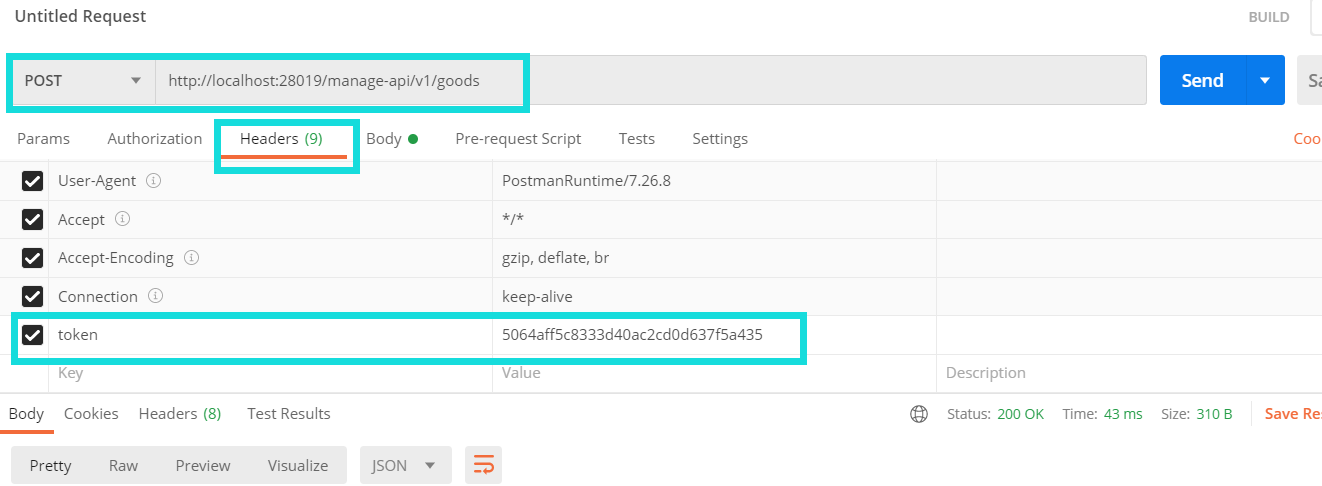 Untitled Request BUILD
POST http://localhost:28019/manage-api/v1/goods Send Sa
Params Authorization Headers (9) Body Pre-request Script Tests Settings Coo
User-Agent PostmanRuntime/7.26.8
Accept */*
Accept-Encoding gzip, deflate, br
Connection keep-alive
token 5064aff5c8333d40ac2cd0d637f5a435
Key Value Description
Body Cookies Headers (8) Test Results Status: 200 OK Time: 43 ms Size: 310 B Save Re
Pretty Raw Preview Visualize JSON